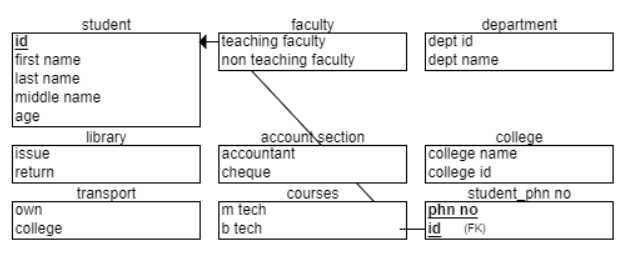 student
id
first name
last name
middle name
age
faculty
teaching faculty
non teaching faculty
department
dept id
dept name
library
issue
return
account section
accountant
cheque
college
college name
college id
transport
own
college
courses
m tech
b tech
student_phn no
phn no
id (FK)